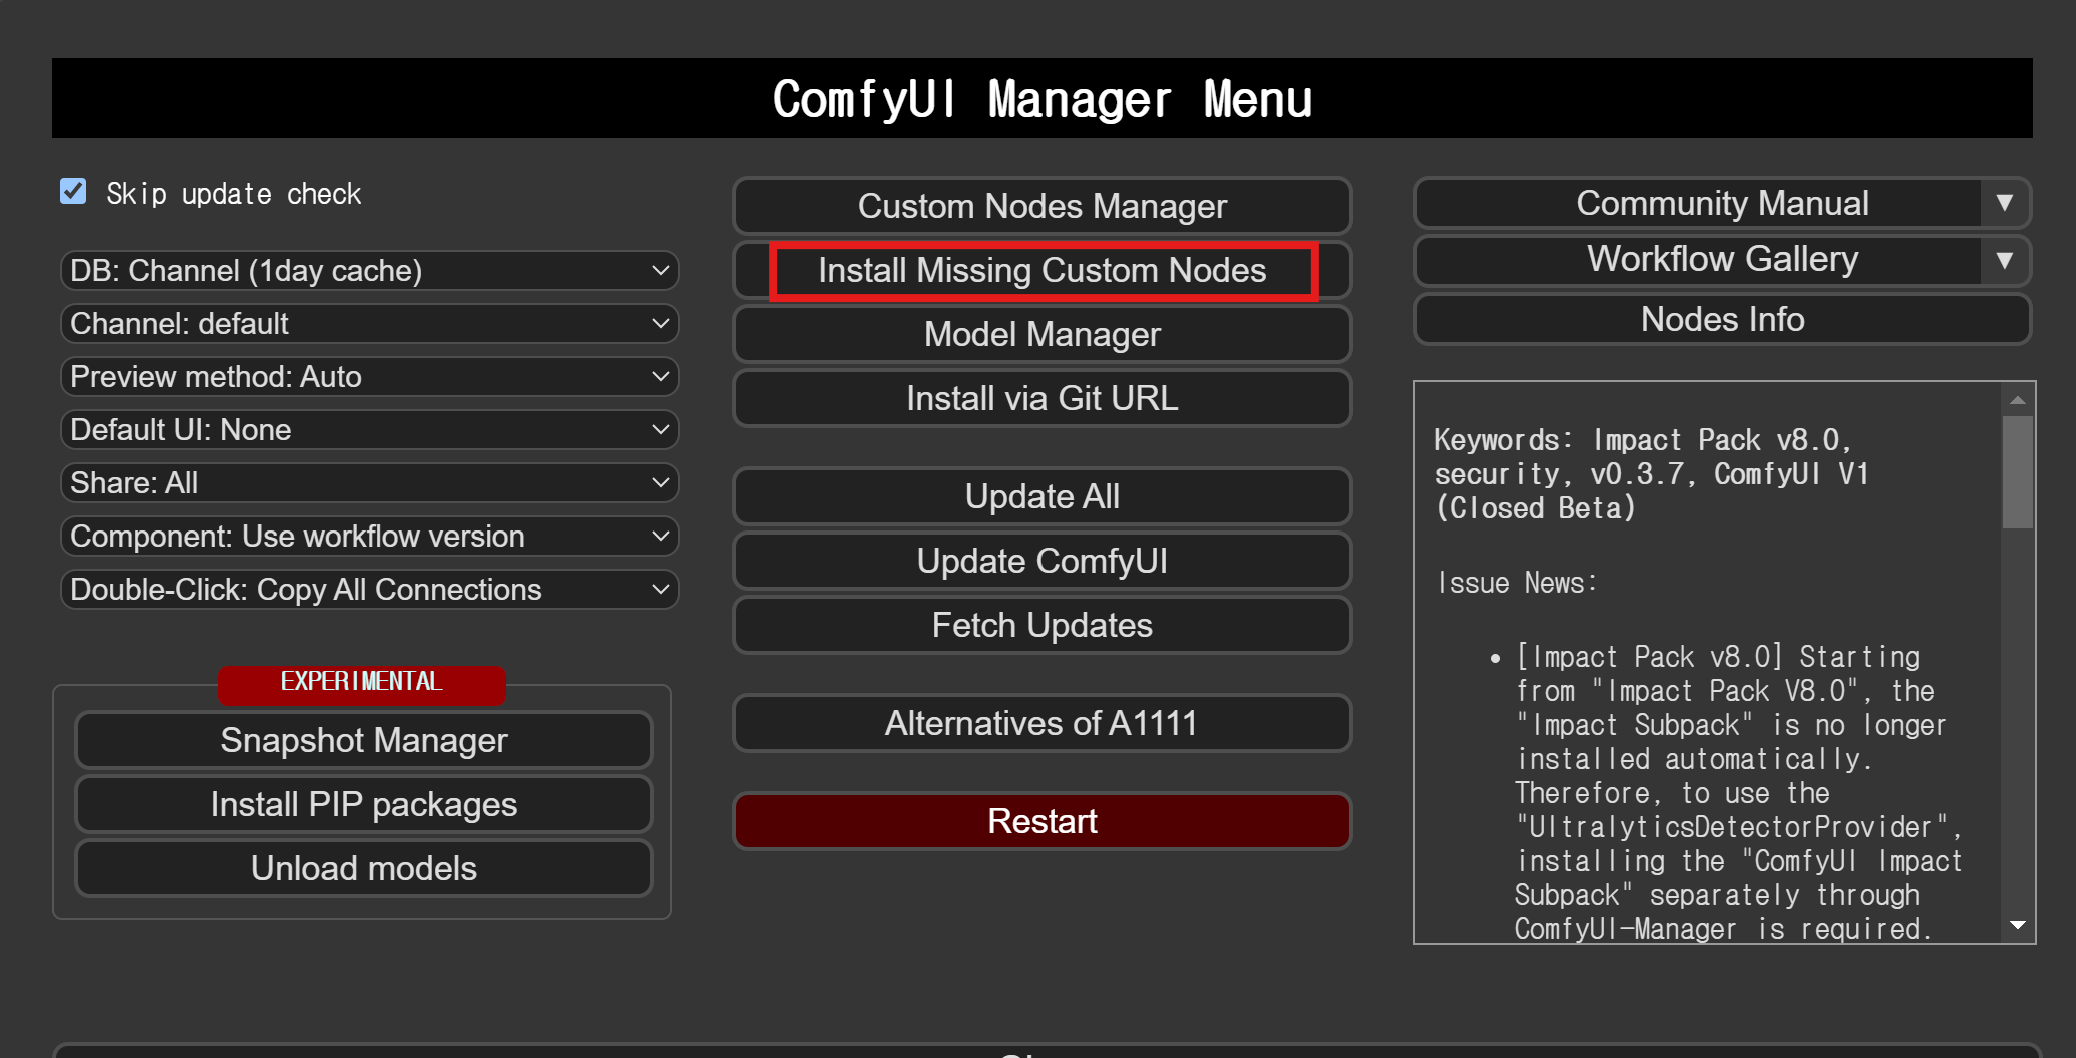 ComfyUI Manager Menu
Skip update check
DB: Channel (1day cache)
Channel: default
Preview method: Auto
Default UI: None
Share: All
Component: Use workflow version
Double-Click: Copy All Connections
EXPERIMENTAL
Snapshot Manager
Install PIP packages
Unload models
Custom Nodes Manager
Install Missing Custom Nodes
Model Manager
Install via Git URL
Update All
Update ComfyUI
Fetch Updates
Alternatives of A1111
Restart
Community Manual
Workflow Gallery
Nodes Info
Keywords: Impact Pack v8.0,
security, v0.3.7, ComfyUI V1
(Closed Beta)
Issue News:
• [Impact Pack v8.0] Starting
from "Impact Pack V8.0", the
"Impact Subpack" is no longer
installed automatically.
Therefore, to use the
"UltralyticsDetectorProvider",
installing the "ComfyUI Impact
Subpack" separately through
ComfyUI-Manager is required.